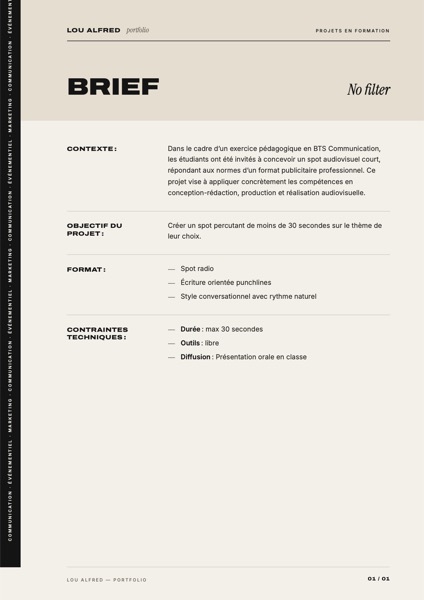 LOU ALFRED portfolio
PROJETS EN FORMATION
BRIEF
No filter
CONTEXTE :
Dans le cadre d'un exercice pédagogique en BTS Communication,
les étudiants ont été invités à concevoir un spot audiovisuel court,
répondant aux normes d'un format publicitaire professionnel. Ce
projet vise à appliquer concrètement les compétences en
conception-rédaction, production et réalisation audiovisuelle.
OBJECTIF DU
PROJET :
Créer un spot percutant de moins de 30 secondes sur le thème de
leur choix.
FORMAT :
— Spot radio
— Écriture orientée punchlines
— Style conversationnel avec rythme naturel
CONTRAINTES
TECHNIQUES :
— Durée : max 30 secondes
— Outils : libre
— Diffusion : Présentation orale en classe
LOU ALFRED — PORTFOLIO
01 / 01
COMMUNICATION · ÉVÉNEMENTIEL · MARKETING · COMMUNICATION · ÉVÉNEMENTIEL · MARKETING · COMMUNICATION · ÉVÉNEMENTIEL · MARKETING · COMMUNICATION · ÉVÉNEMENTIEL · MARKETING · COMMUNICATION · ÉVÉNEMENT